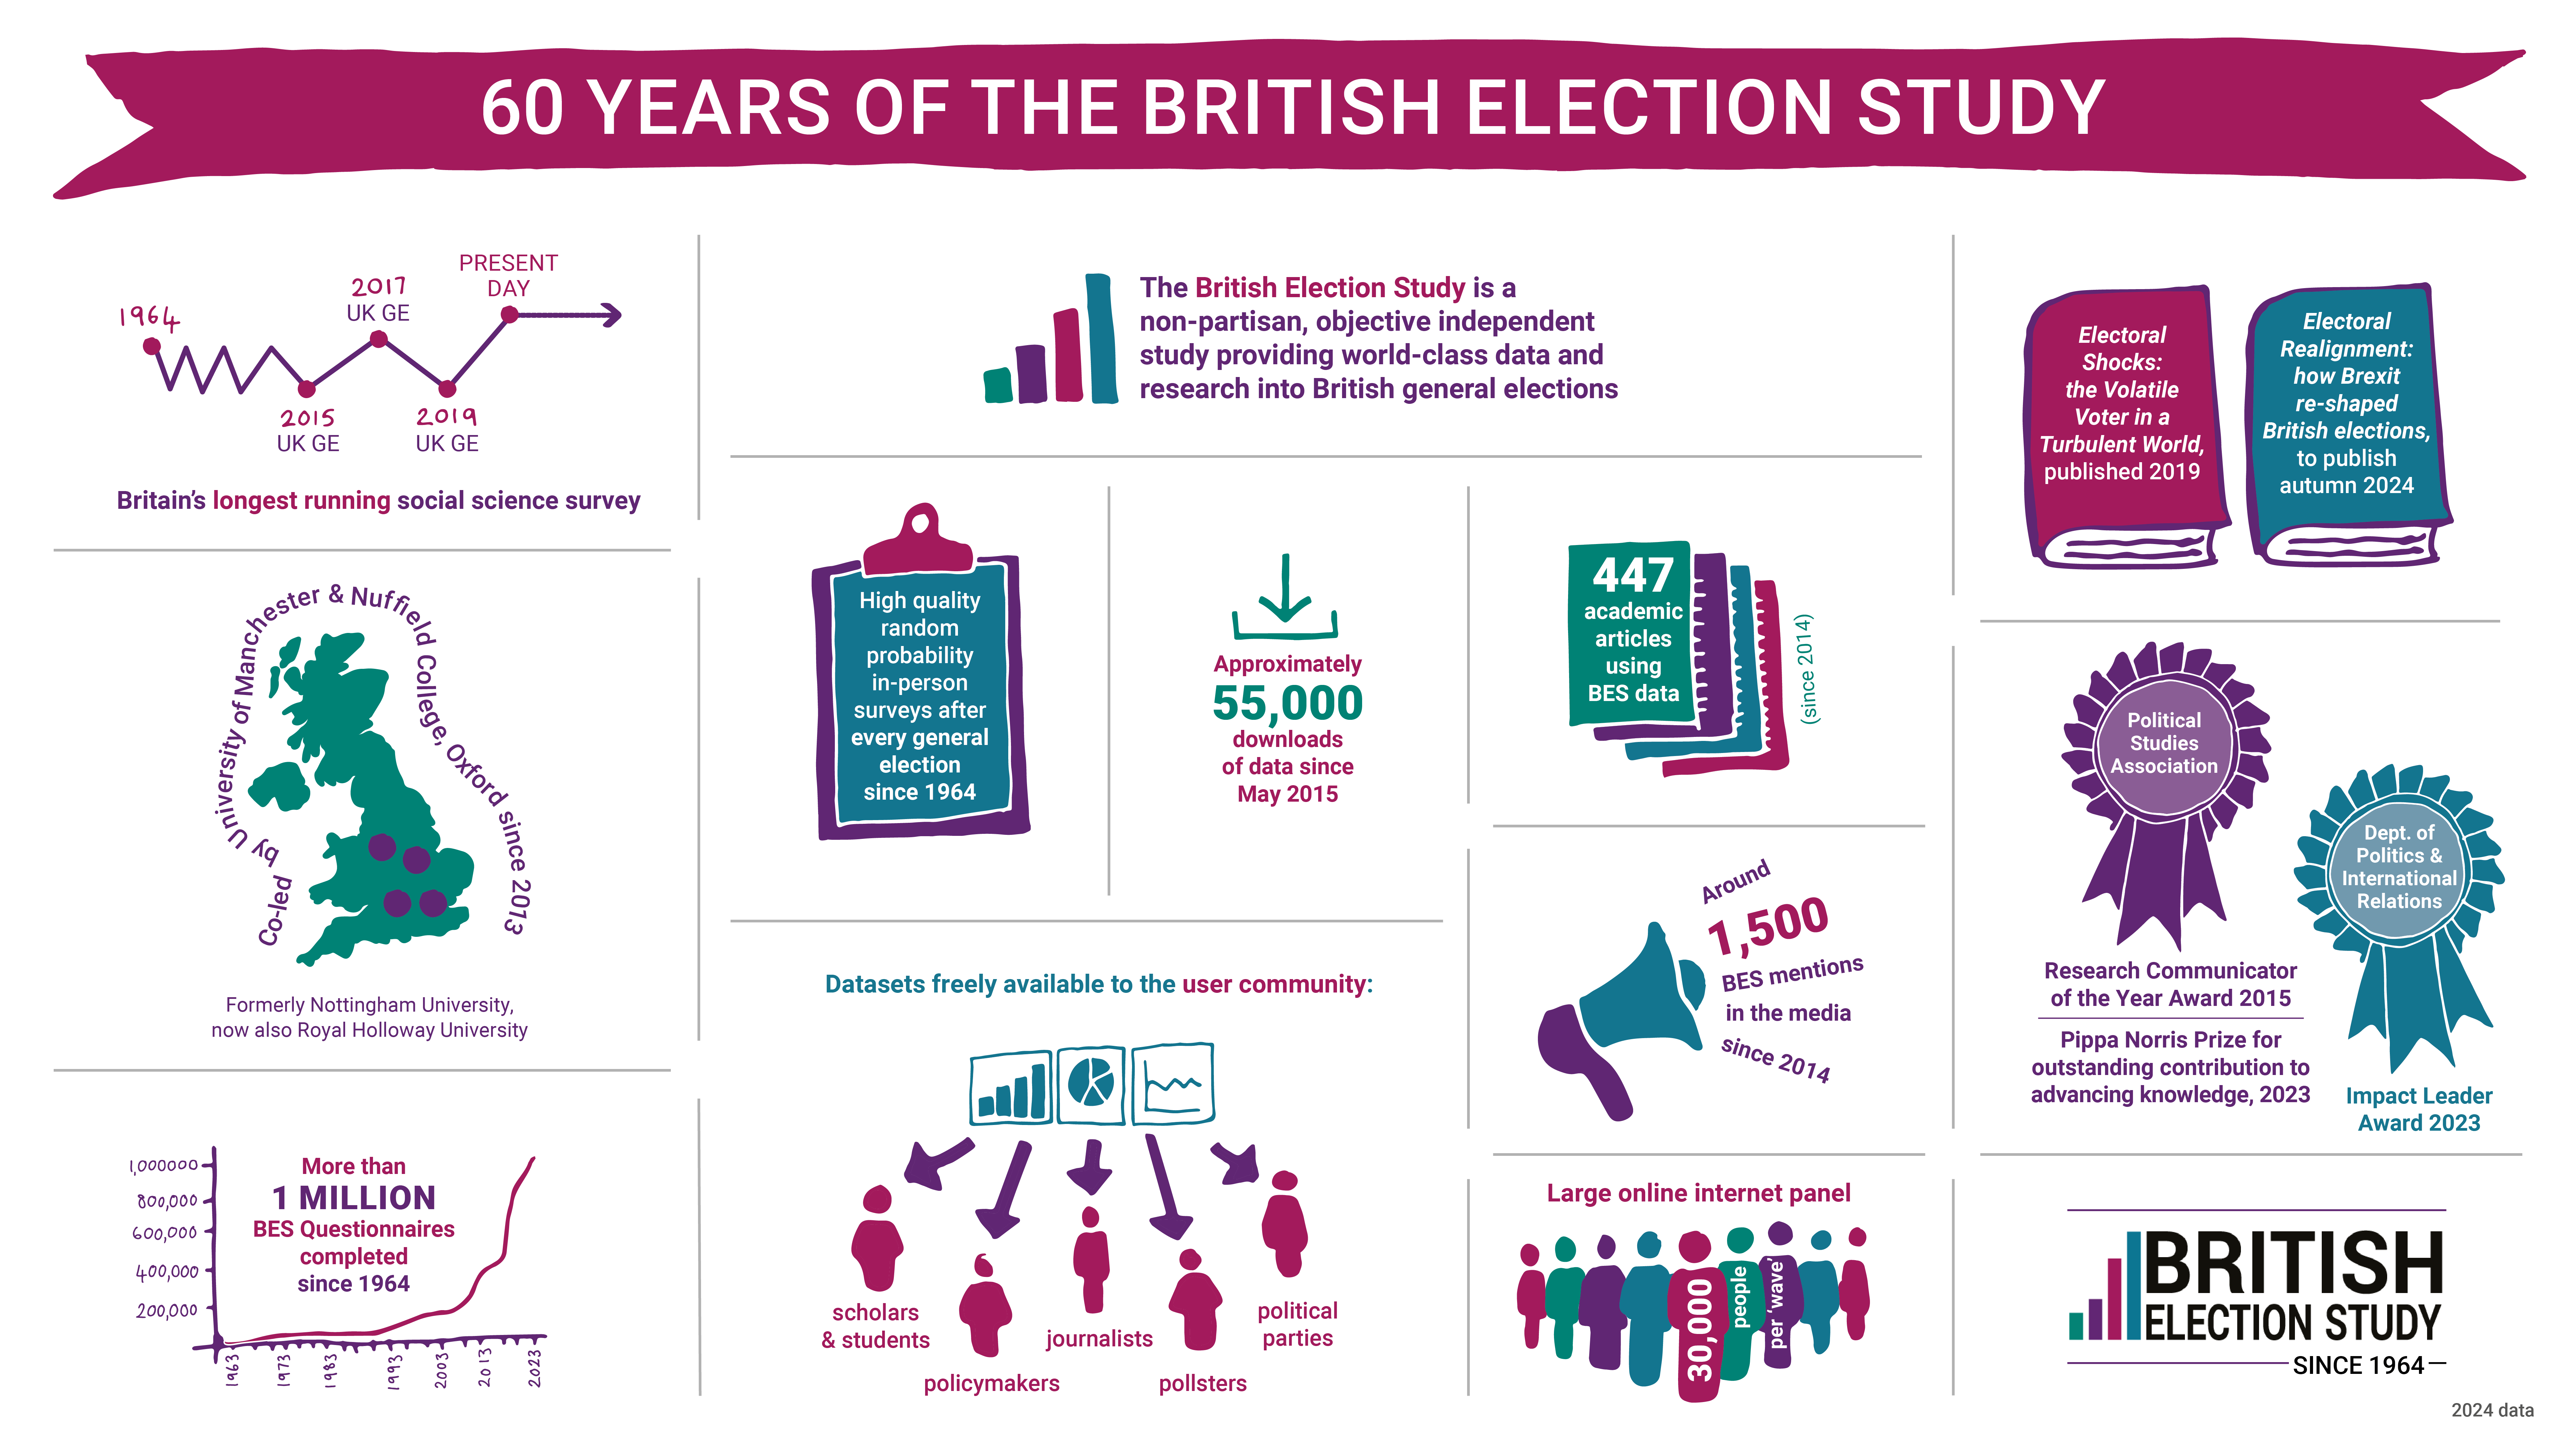 60 YEARS OF THE BRITISH ELECTION STUDY
1964
2017
UK GE
PRESENT
DAY
2015
UK GE
2019
UK GE
Britain's longest running social science survey
Co-led by University of Manchester & Nuffield College, Oxford since 2013
Formerly Nottingham University,
now also Royal Holloway University
More than
1 MILLION
BES Questionnaires
completed
since 1964
1,000000
800,000
600,000
400,000
200,000
1963
1973
1983
1993
2003
2013
2023
The British Election Study is a
non-partisan, objective independent
study providing world-class data and
research into British general elections
High quality
random
probability
in-person
surveys after
every general
election
since 1964
Approximately
55,000
downloads
of data since
May 2015
447
academic
articles
using
BES data
(since 2014)
Datasets freely available to the user community:
scholars
& students
policymakers
journalists
pollsters
political
parties
Around
1,500
BES mentions
in the media
since 2014
Large online internet panel
30,000
people
per 'wave'
Electoral
Shocks:
the Volatile
Voter in a
Turbulent World,
published 2019
Electoral
Realignment:
how Brexit
re-shaped
British elections,
to publish
autumn 2024
Political
Studies
Association
Research Communicator
of the Year Award 2015
Pippa Norris Prize for
outstanding contribution to
advancing knowledge, 2023
Dept. of
Politics &
International
Relations
Impact Leader
Award 2023
BRITISH
ELECTION STUDY
SINCE 1964
2024 data